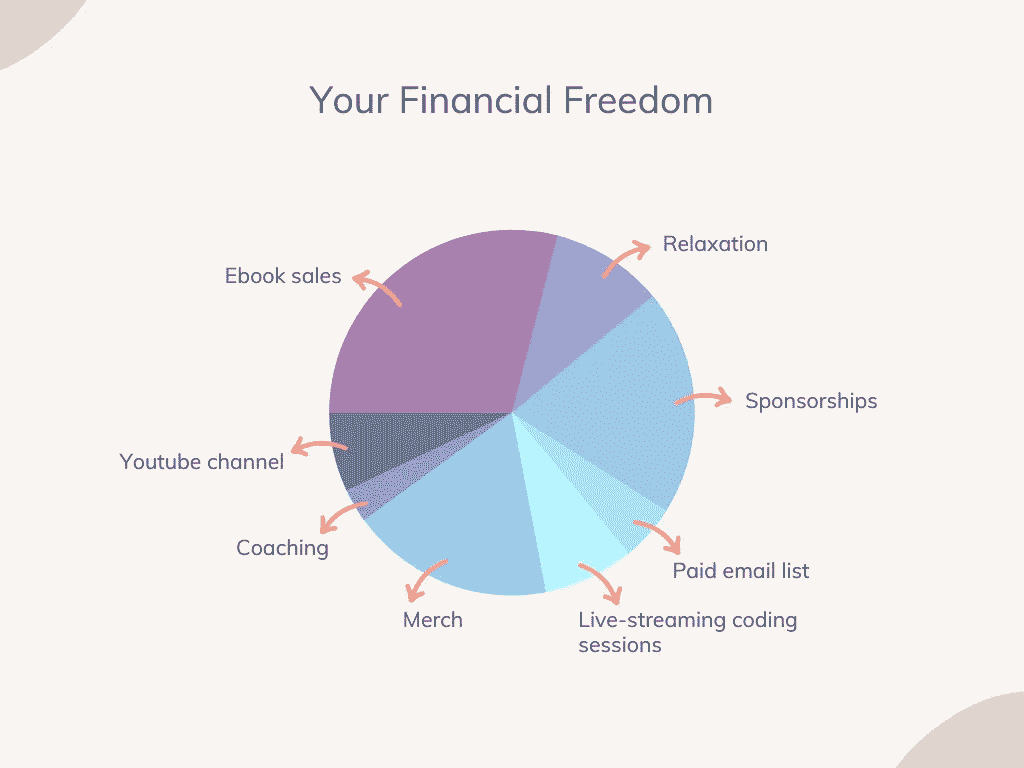 Your Financial Freedom
Relaxation
Ebook sales
Sponsorships
Youtube channel
Coaching
Paid email list
Merch
Live-streaming coding
sessions